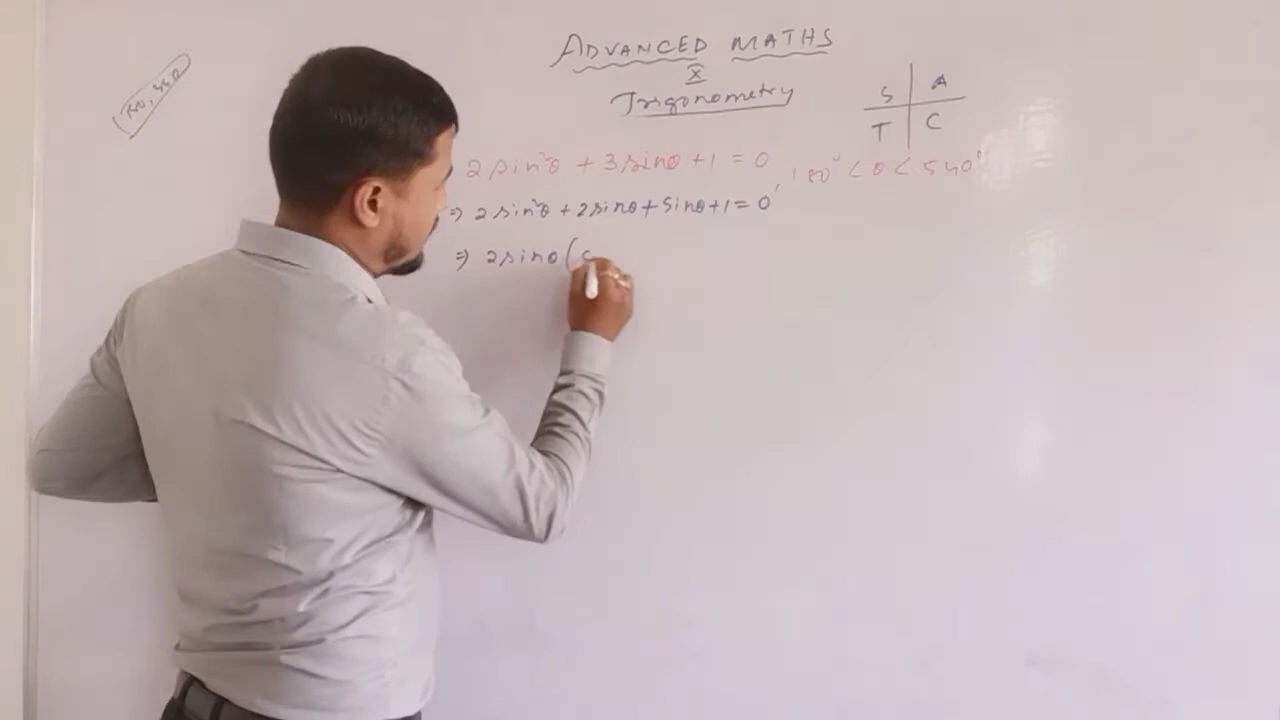 ADVANCED MATHS
X
Trigonometry
S A
T C
2sin²θ + 3sinθ + 1 = 0, 180° < θ < 540°
⇒ 2sin²θ + 2sinθ + sinθ + 1 = 0
⇒ 2sinθ (